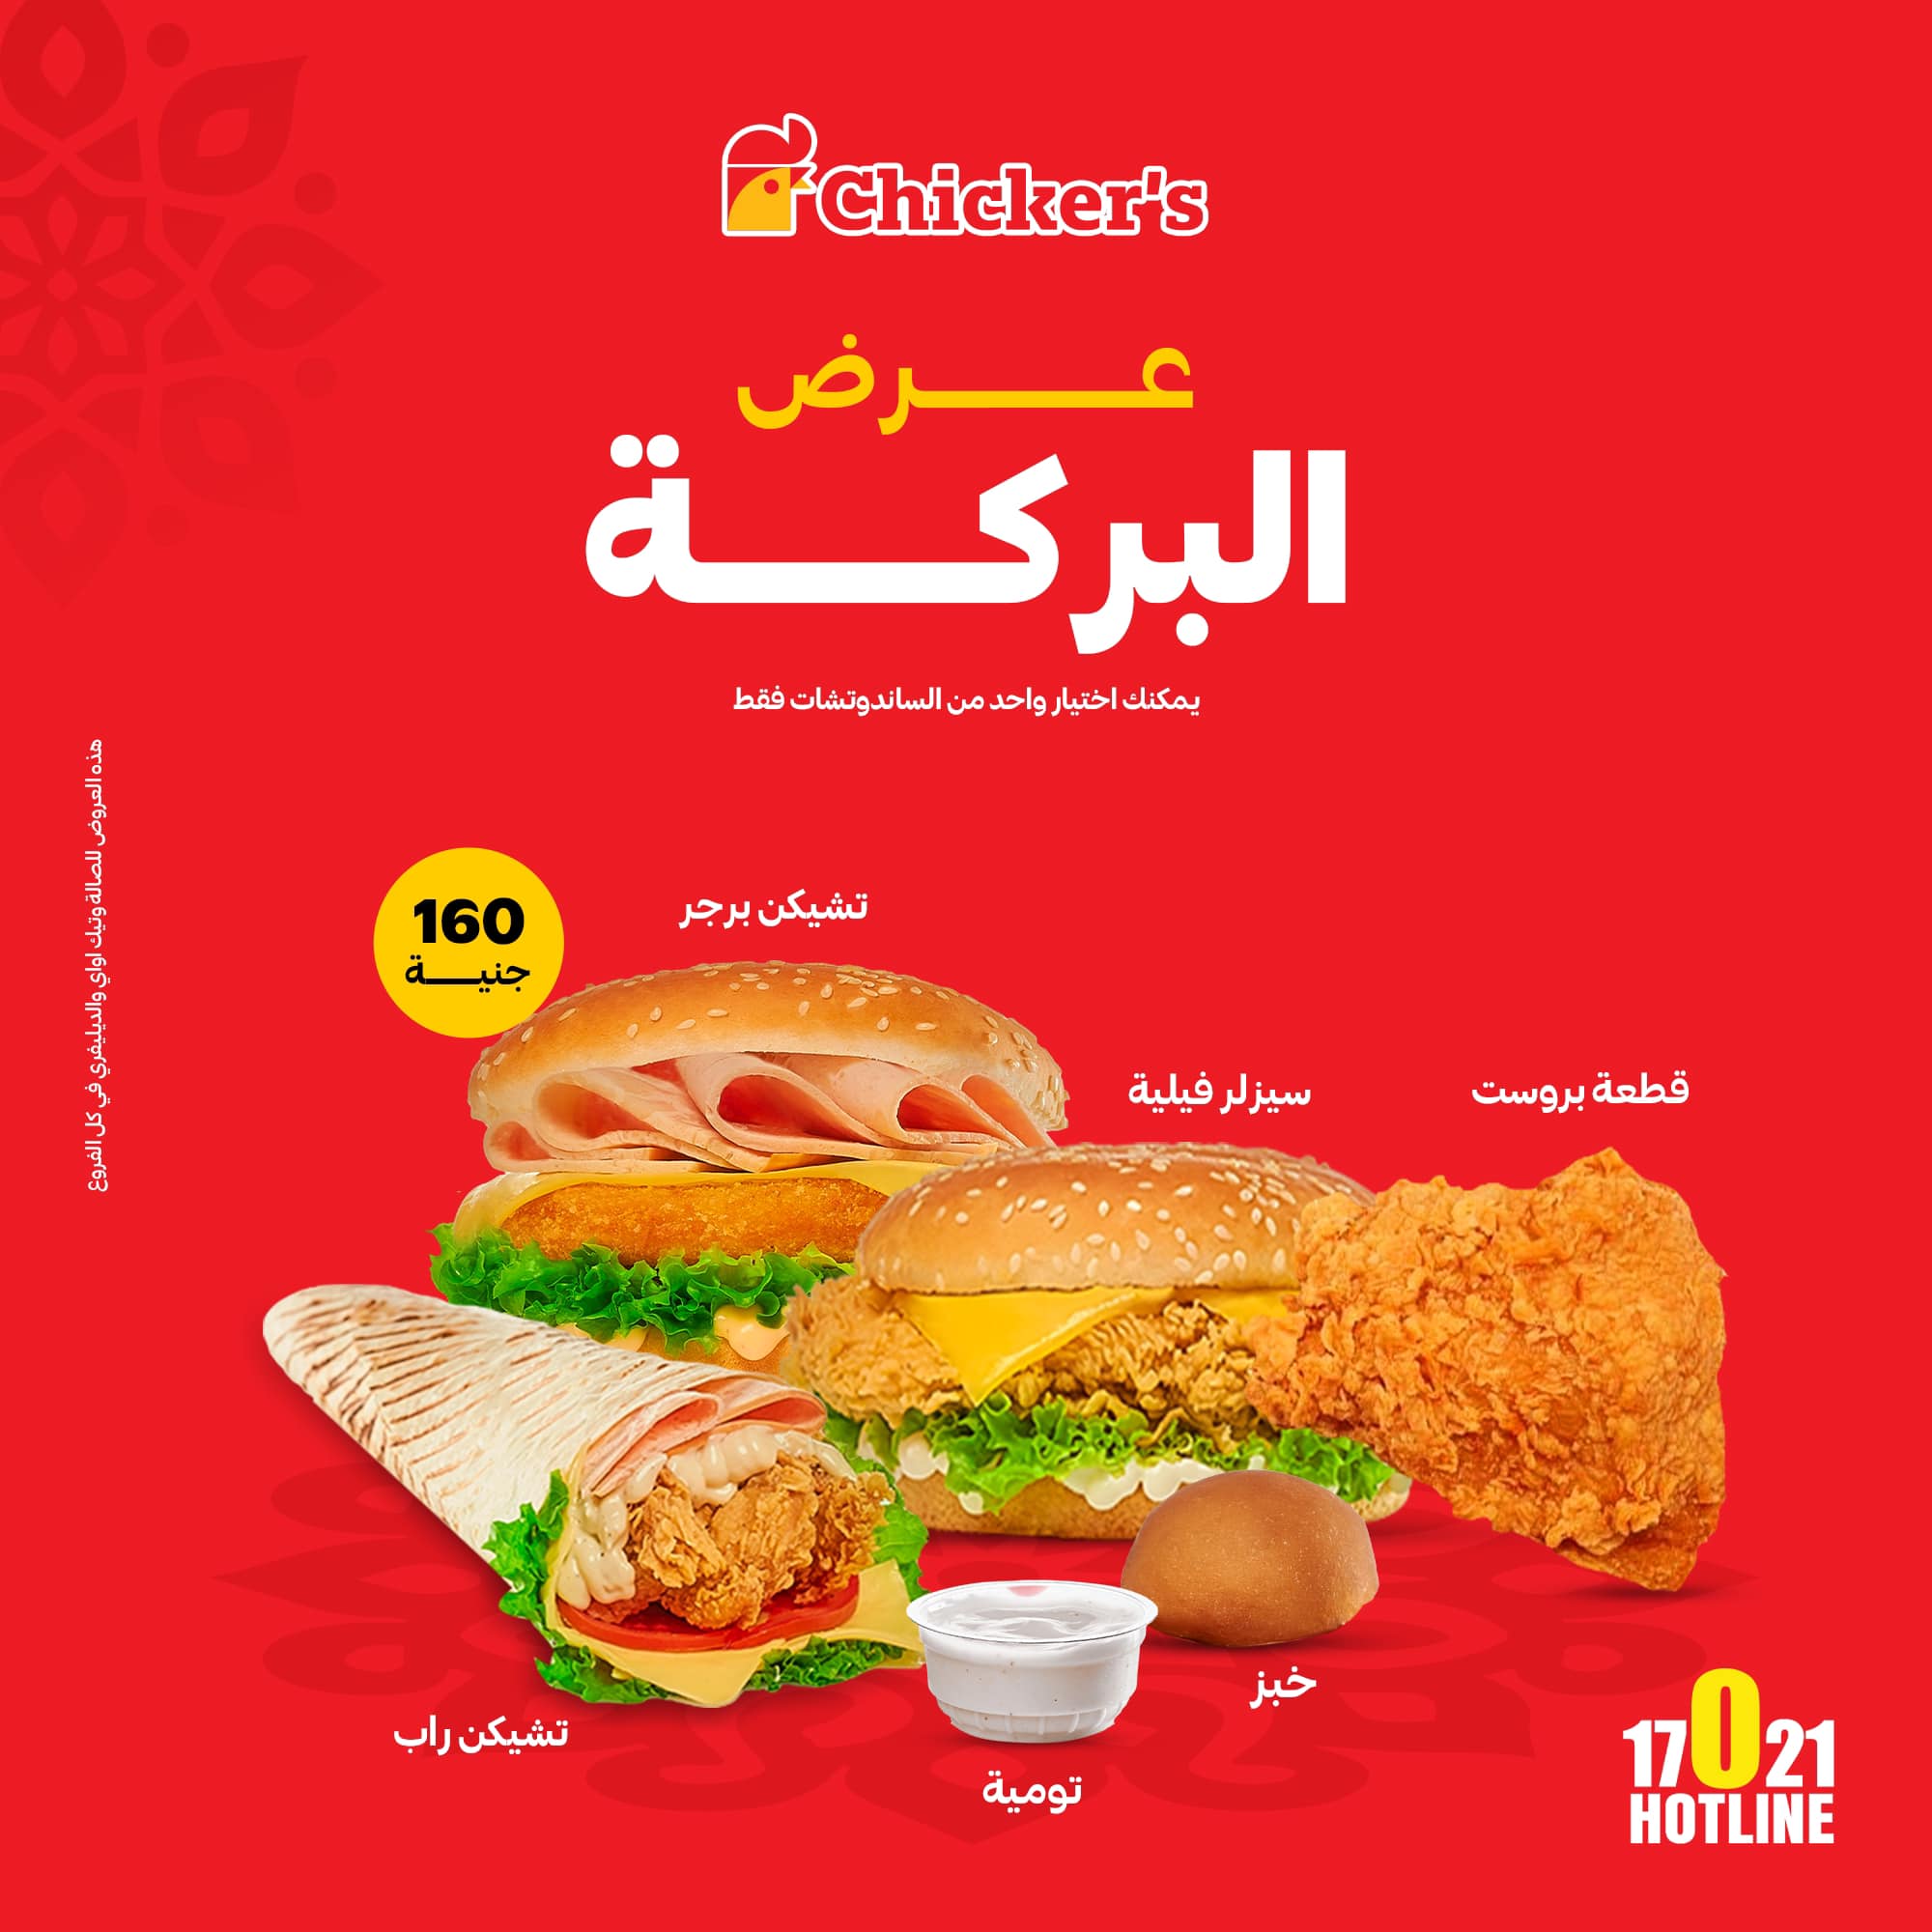 Chicker's
عرض
البركة
يمكنك اختيار واحد من الساندوتشات فقط
هذه العروض للصالة وتيك اواي والديليفري في كل الفروع
160
جنية
تشيكن برجر
سيزلر فيلية
قطعة بروست
خبز
تشيكن راب
تومية
17021
HOTLINE